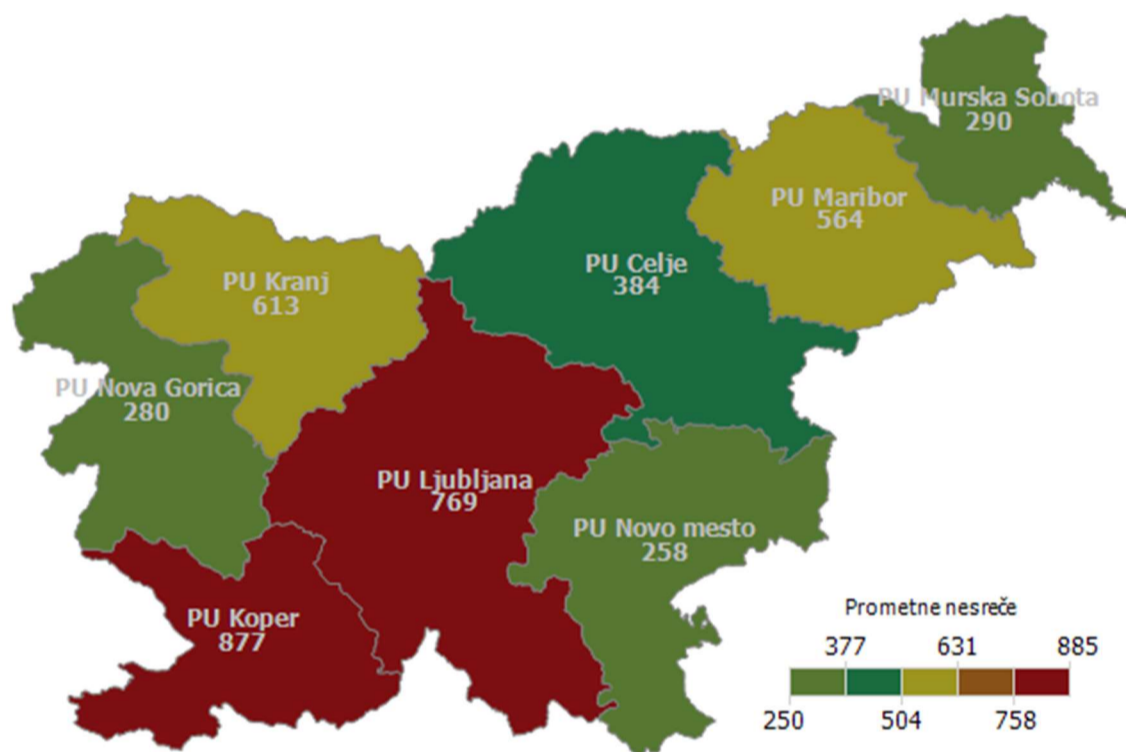 PU Murska Sobota
290
PU Maribor
564
PU Celje
384
PU Kranj
613
PU Nova Gorica
280
PU Ljubljana
769
PU Novo mesto
258
PU Koper
877
Prometne nesreče
377 631 885
250 504 758